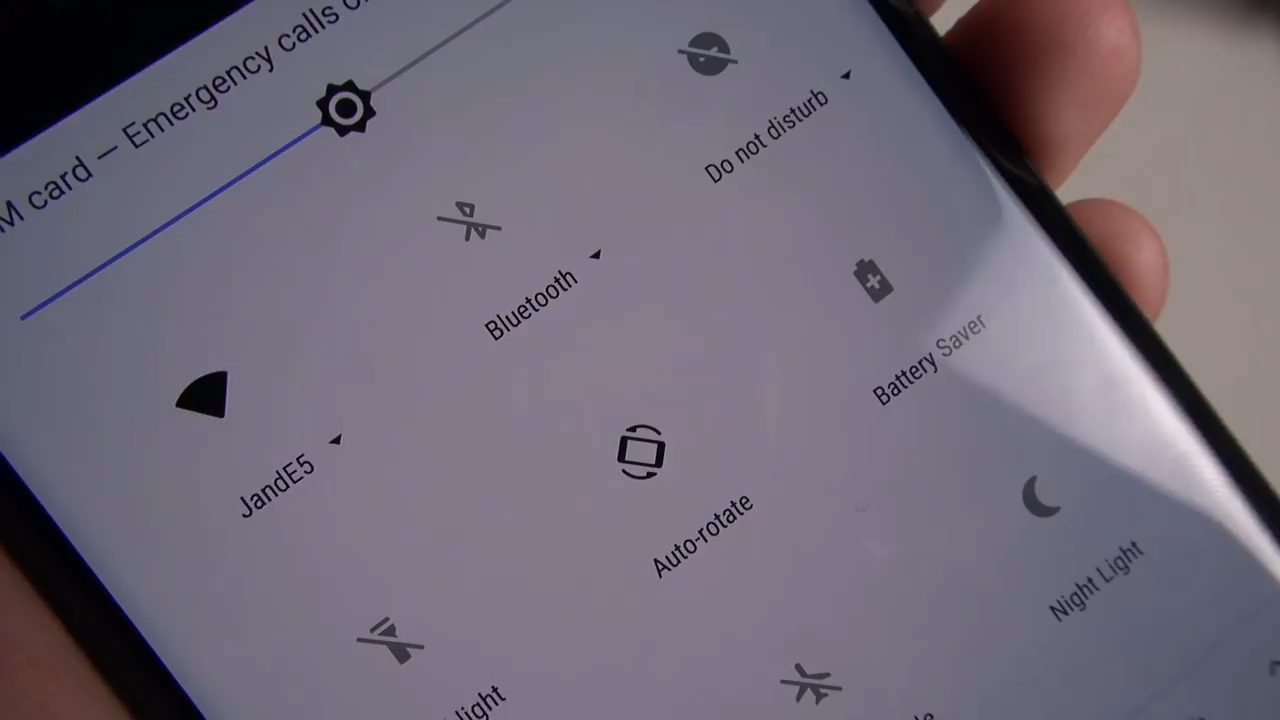 M card – Emergency calls
Do not disturb
Bluetooth
JandE5
Battery Saver
Auto-rotate
Night Light
light